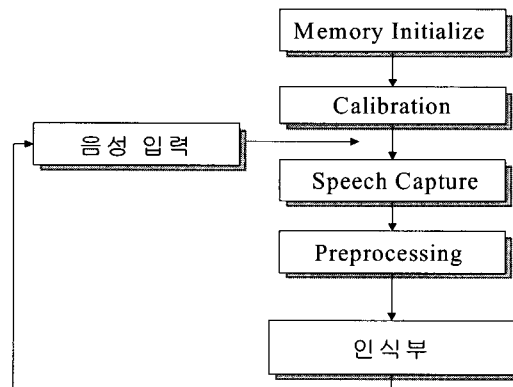 Memory Initialize
Calibration
음성 입력
Speech Capture
Preprocessing
인식부